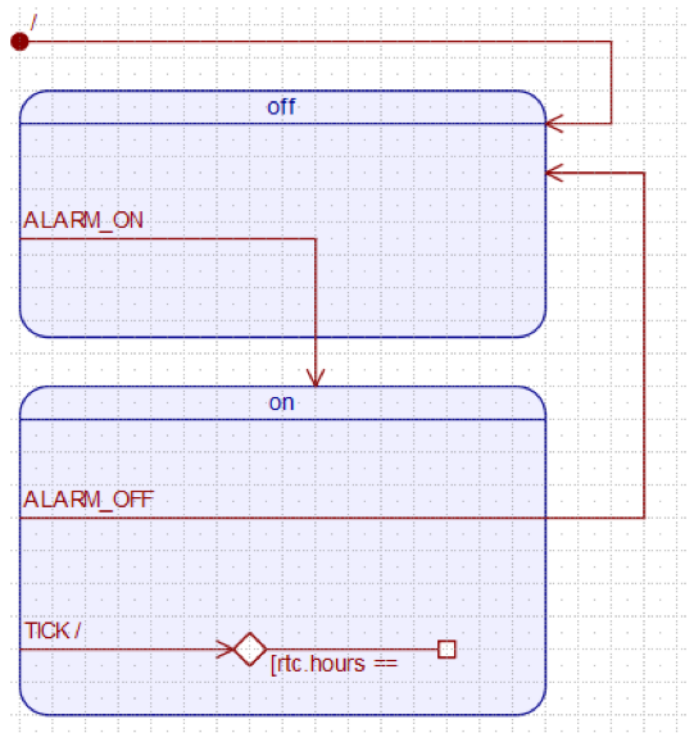 /
off
ALARM_ON
on
ALARM_OFF
TICK /
[rtc.hours ==